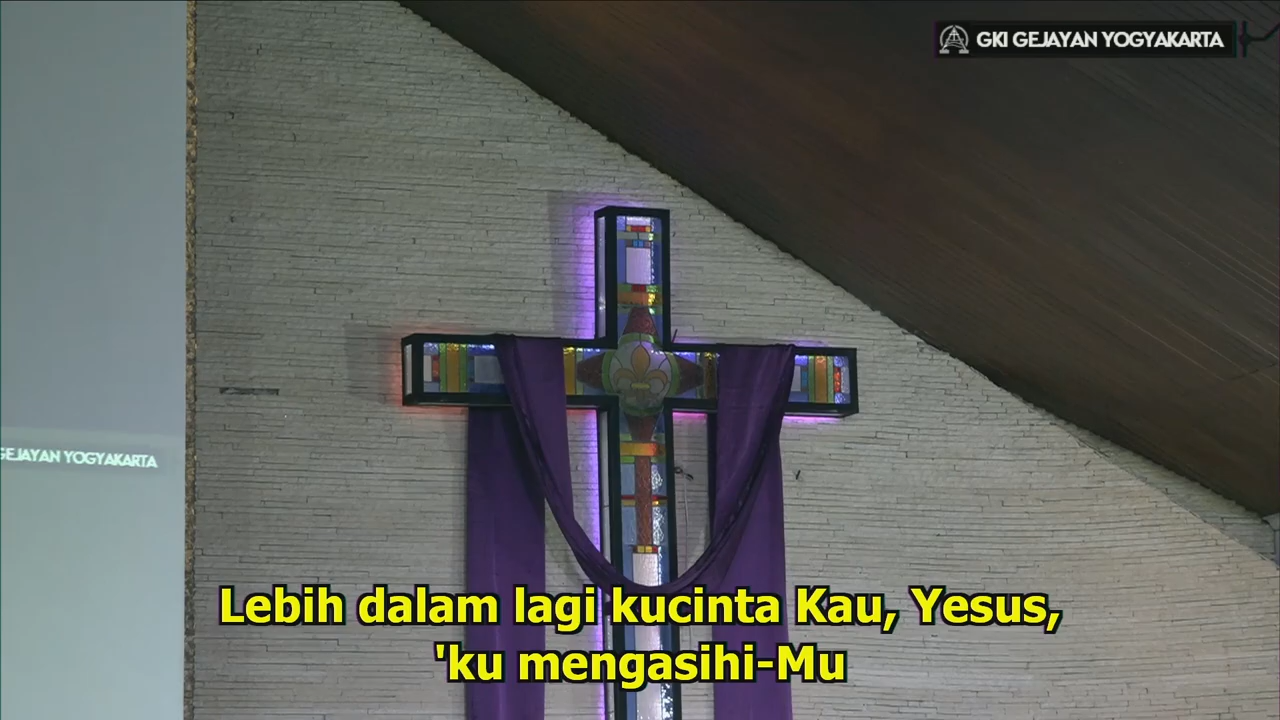 GKI GEJAYAN YOGYAKARTA
GEJAYAN YOGYAKARTA
Lebih dalam lagi kucinta Kau, Yesus,
'ku mengasihi-Mu